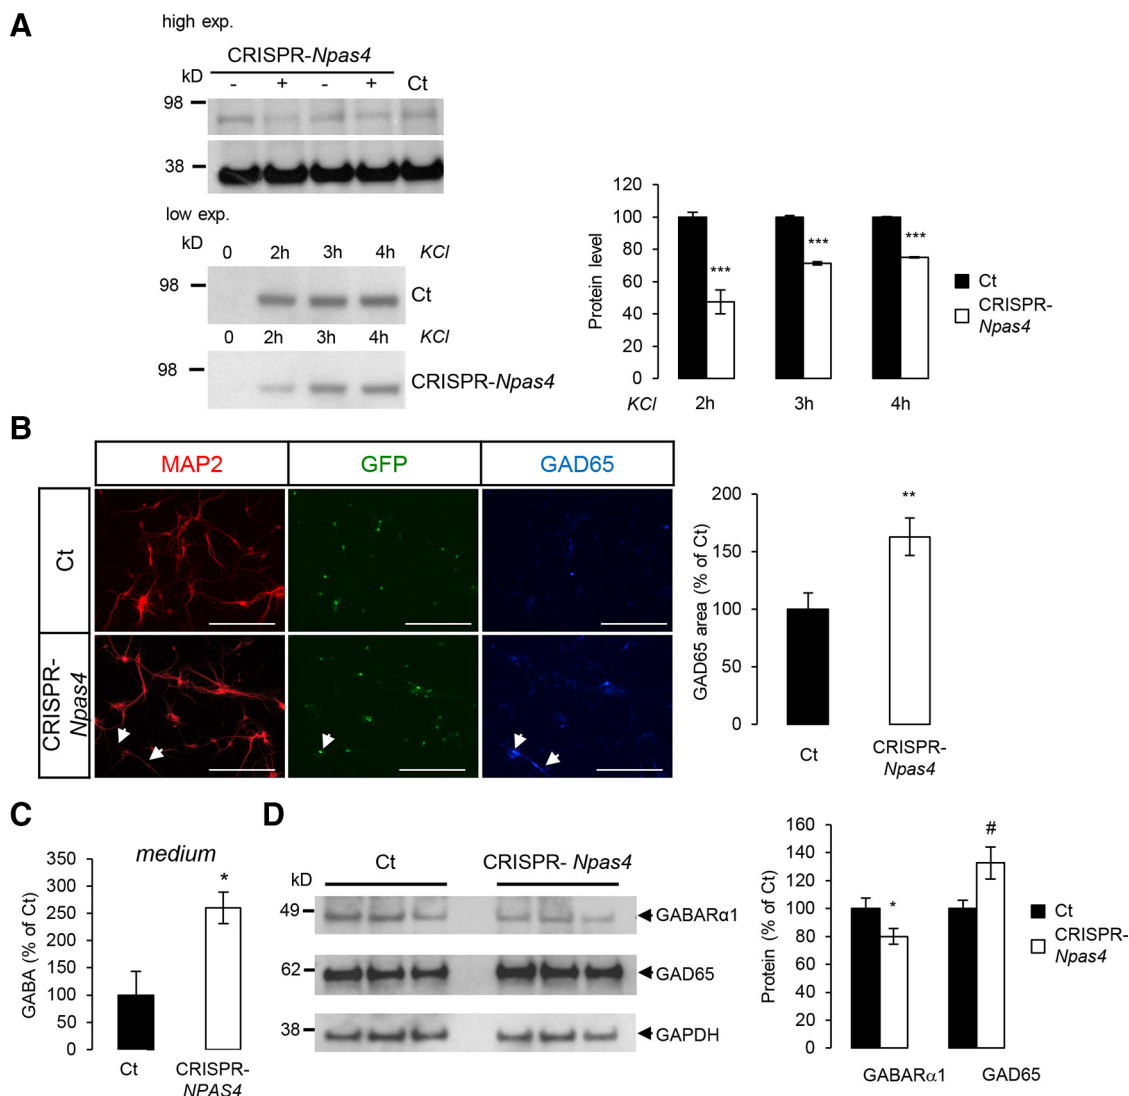 A
high exp.
CRISPR-Npas4
kD
- + - + Ct
98
38
low exp.
kD
0 2h 3h 4h KCl
98
Ct
0 2h 3h 4h KCl
98
CRISPR-Npas4
Protein level
120
100
80
60
40
20
0
***
***
***
KCl 2h 3h 4h
Ct
CRISPR-
Npas4
B
MAP2 GFP GAD65
Ct
CRISPR-
Npas4
GAD65 area (% of Ct)
200
150
100
50
0
**
Ct
CRISPR-
Npas4
C
medium
GABA (% of Ct)
350
300
250
200
150
100
50
0
*
Ct
CRISPR-
NPAS4
D
Ct CRISPR- Npas4
kD
49
GABARα1
62
GAD65
38
GAPDH
Protein (% of Ct)
160
140
120
100
80
60
40
20
0
*
#
GABARα1 GAD65
Ct
CRISPR-
Npas4